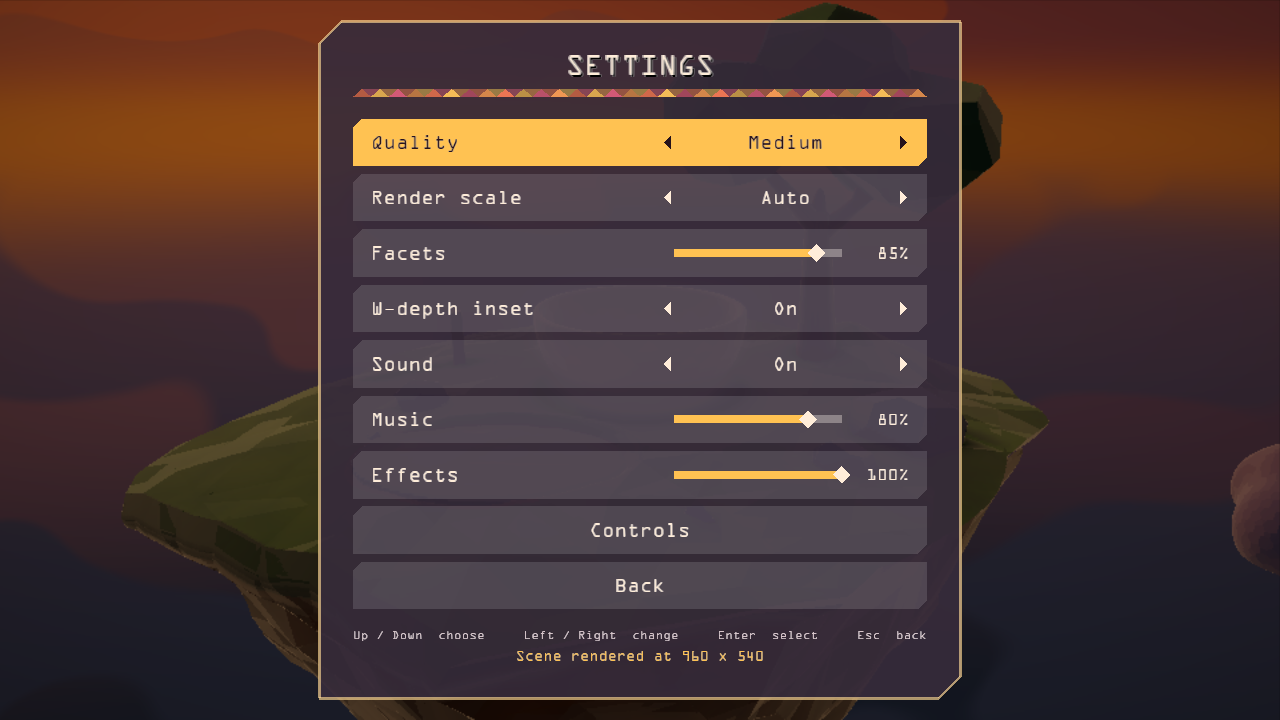 SETTINGS
Quality Medium
Render scale Auto
Facets 85%
W-depth inset On
Sound On
Music 80%
Effects 100%
Controls
Back
Up / Down choose Left / Right change Enter select Esc back
Scene rendered at 960 x 540